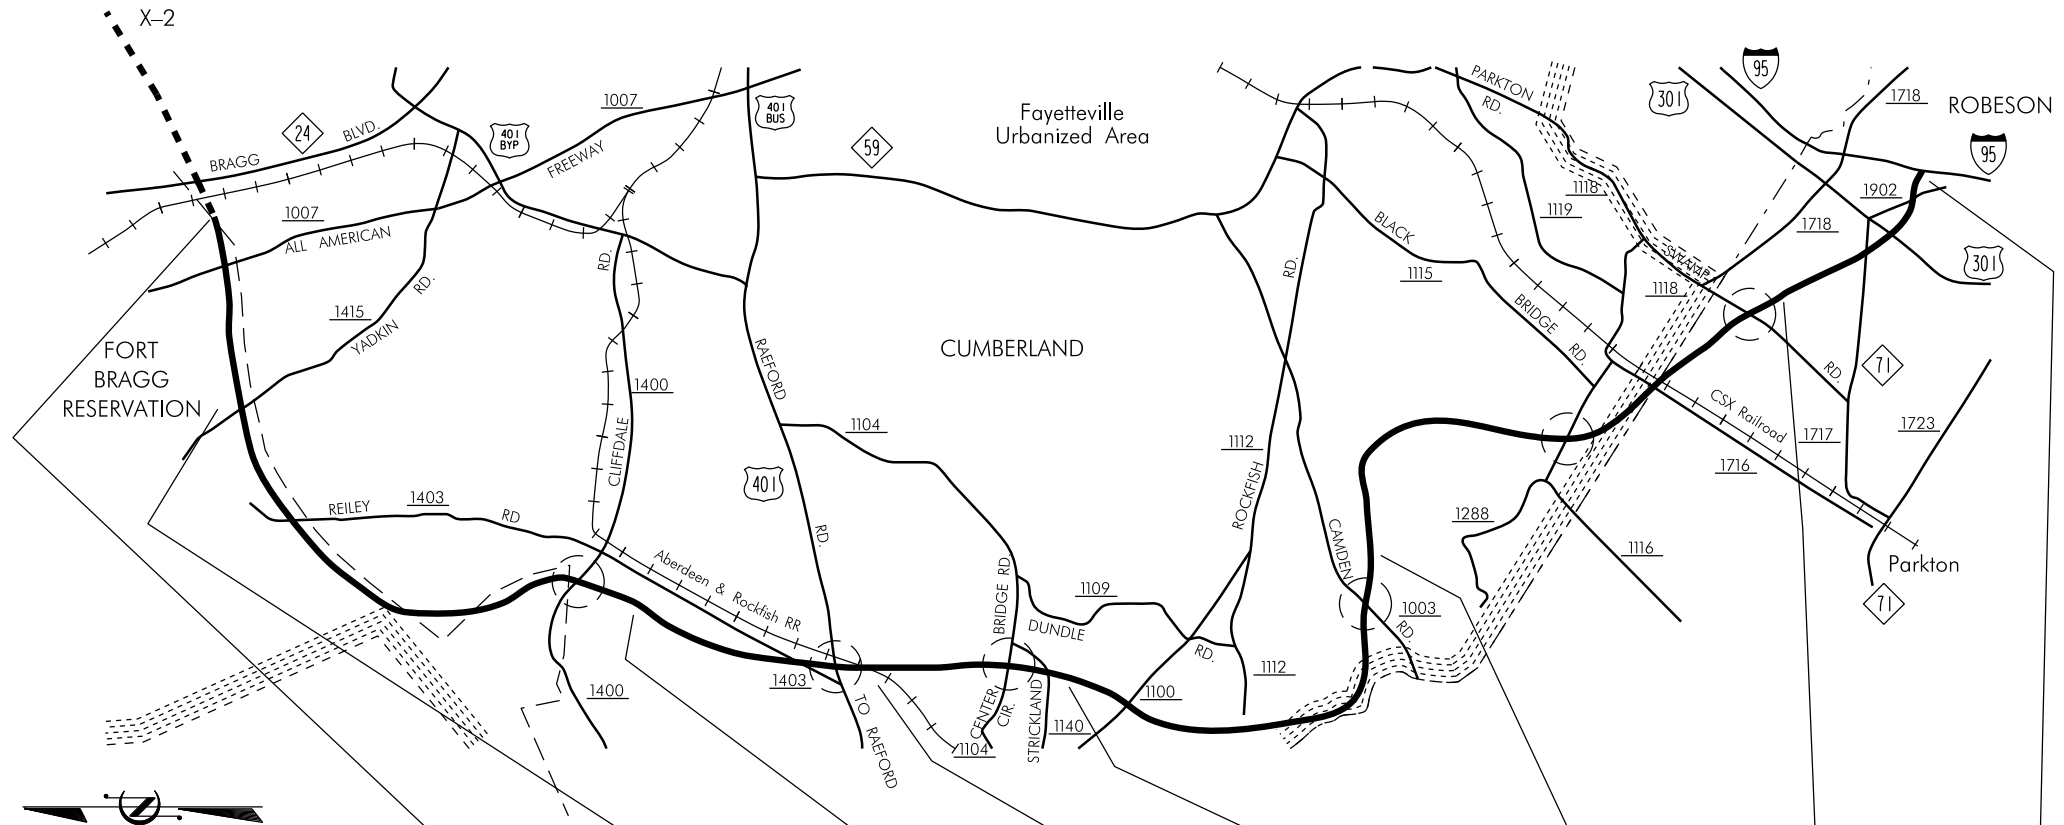 X–2
24
BRAGG BLVD.
401
BYP
1007
FREEWAY
401
BUS
59
Fayetteville
Urbanized Area
PARKTON
RD.
301
95
1718
ROBESON
95
1007
ALL AMERICAN
RD.
1415
YADKIN
RD.
FORT
BRAGG
RESERVATION
1400
CLIFFDALE
RAEFORD
401
RD.
CUMBERLAND
1104
RD.
1112
ROCKFISH
BLACK
1115
BRIDGE
RD.
1118
1119
SWAMP
1118
1902
1718
301
71
RD.
CSX Railroad
1717
1716
1723
REILEY
1403
RD
Aberdeen & Rockfish RR
BRIDGE RD.
1109
DUNDLE
RD.
CAMDEN
RD.
1003
1288
1116
Parkton
71
1400
1403
TO RAEFORD
CENTER
CIR.
1104
STRICKLAND
1140
1100
1112